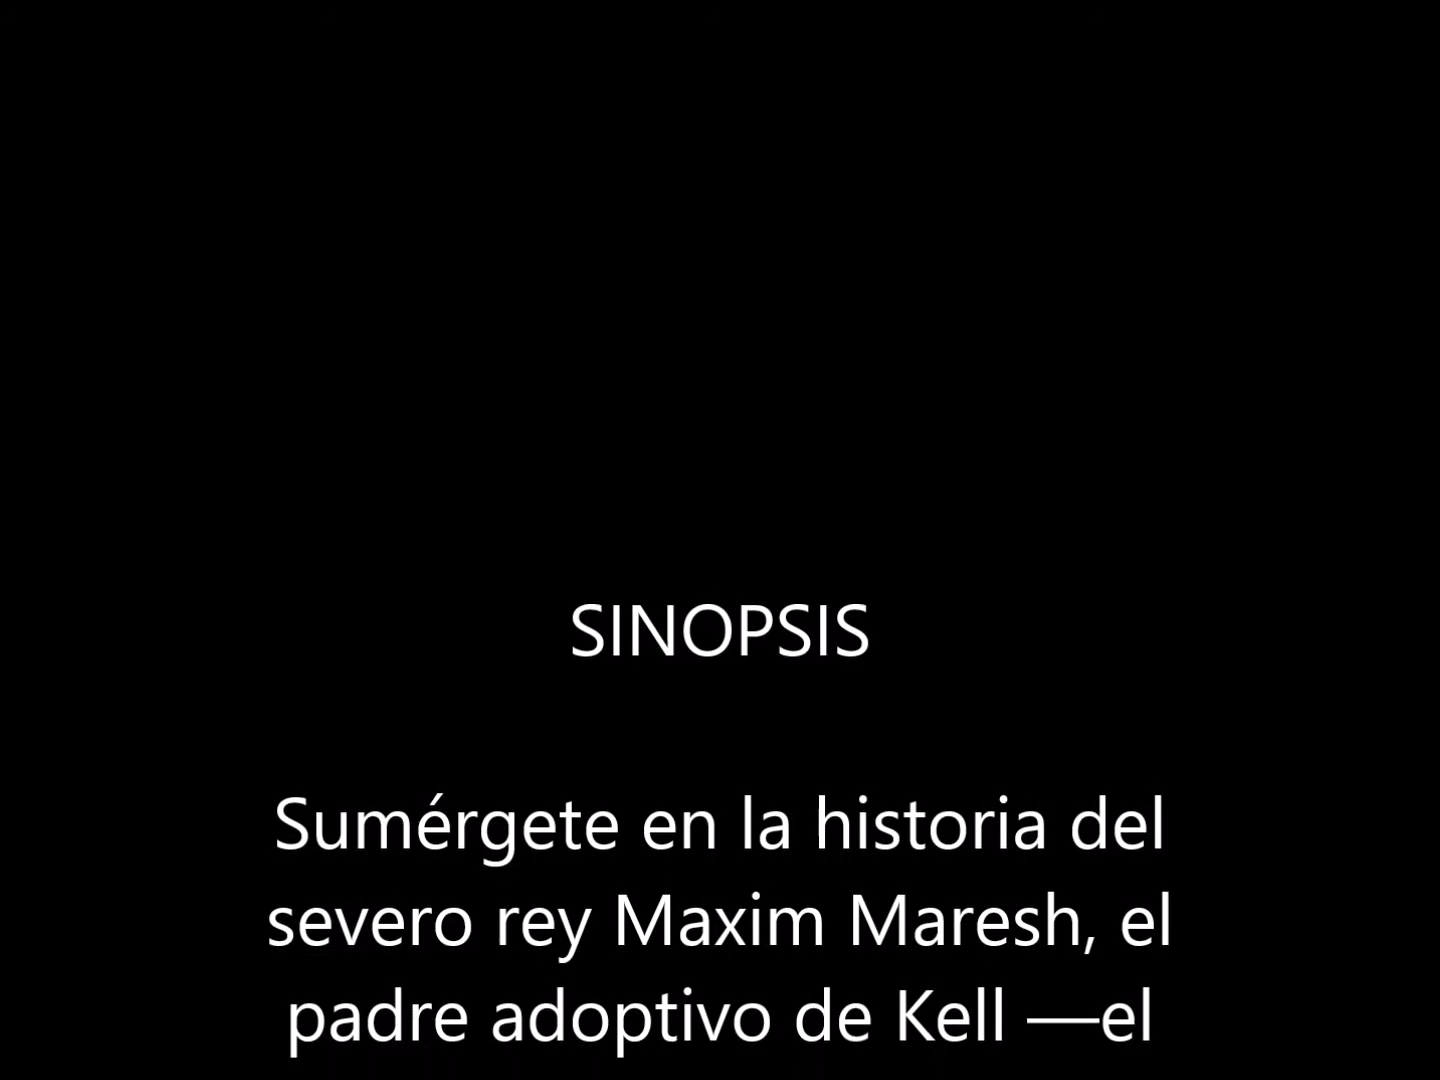 SINOPSIS
Sumérgete en la historia del
severo rey Maxim Maresh, el
padre adoptivo de Kell —el